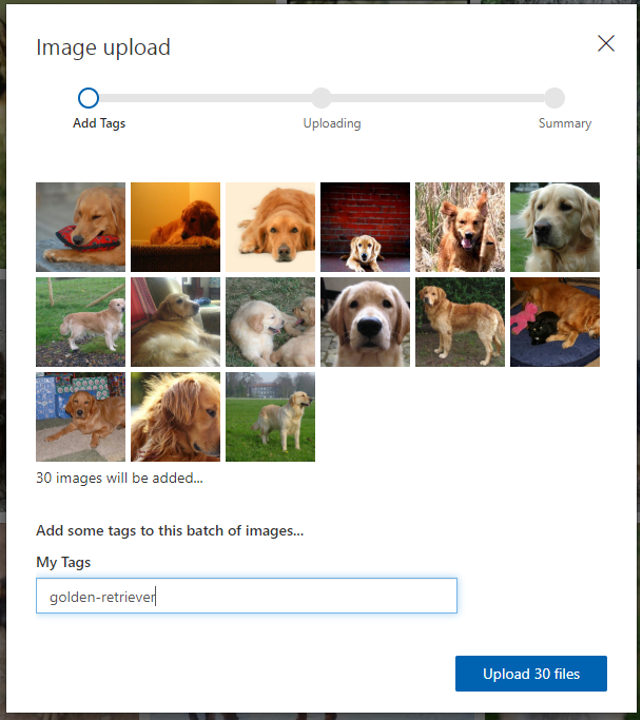 Image upload
Add Tags
Uploading
Summary
30 images will be added...
Add some tags to this batch of images...
My Tags
golden-retriever
Upload 30 files